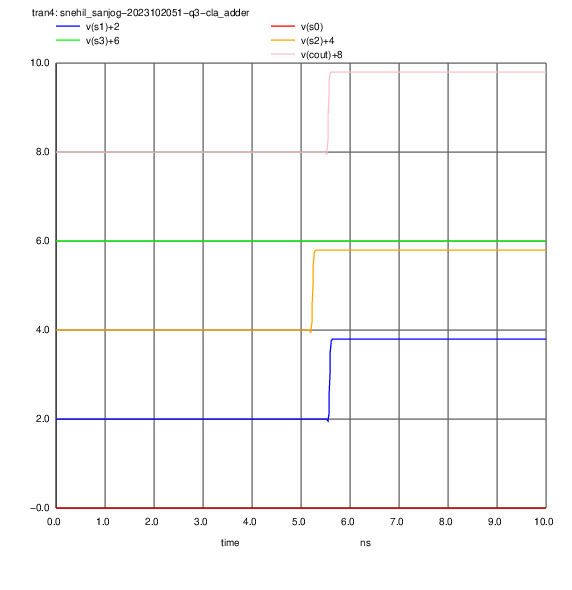 tran4: snehil_sanjog-2023102051-q3-cla_adder
v(s1)+2 v(s0)
v(s3)+6 v(s2)+4
v(cout)+8
10.0
8.0
6.0
4.0
2.0
-0.0
0.0 1.0 2.0 3.0 4.0 5.0 6.0 7.0 8.0 9.0 10.0
time ns